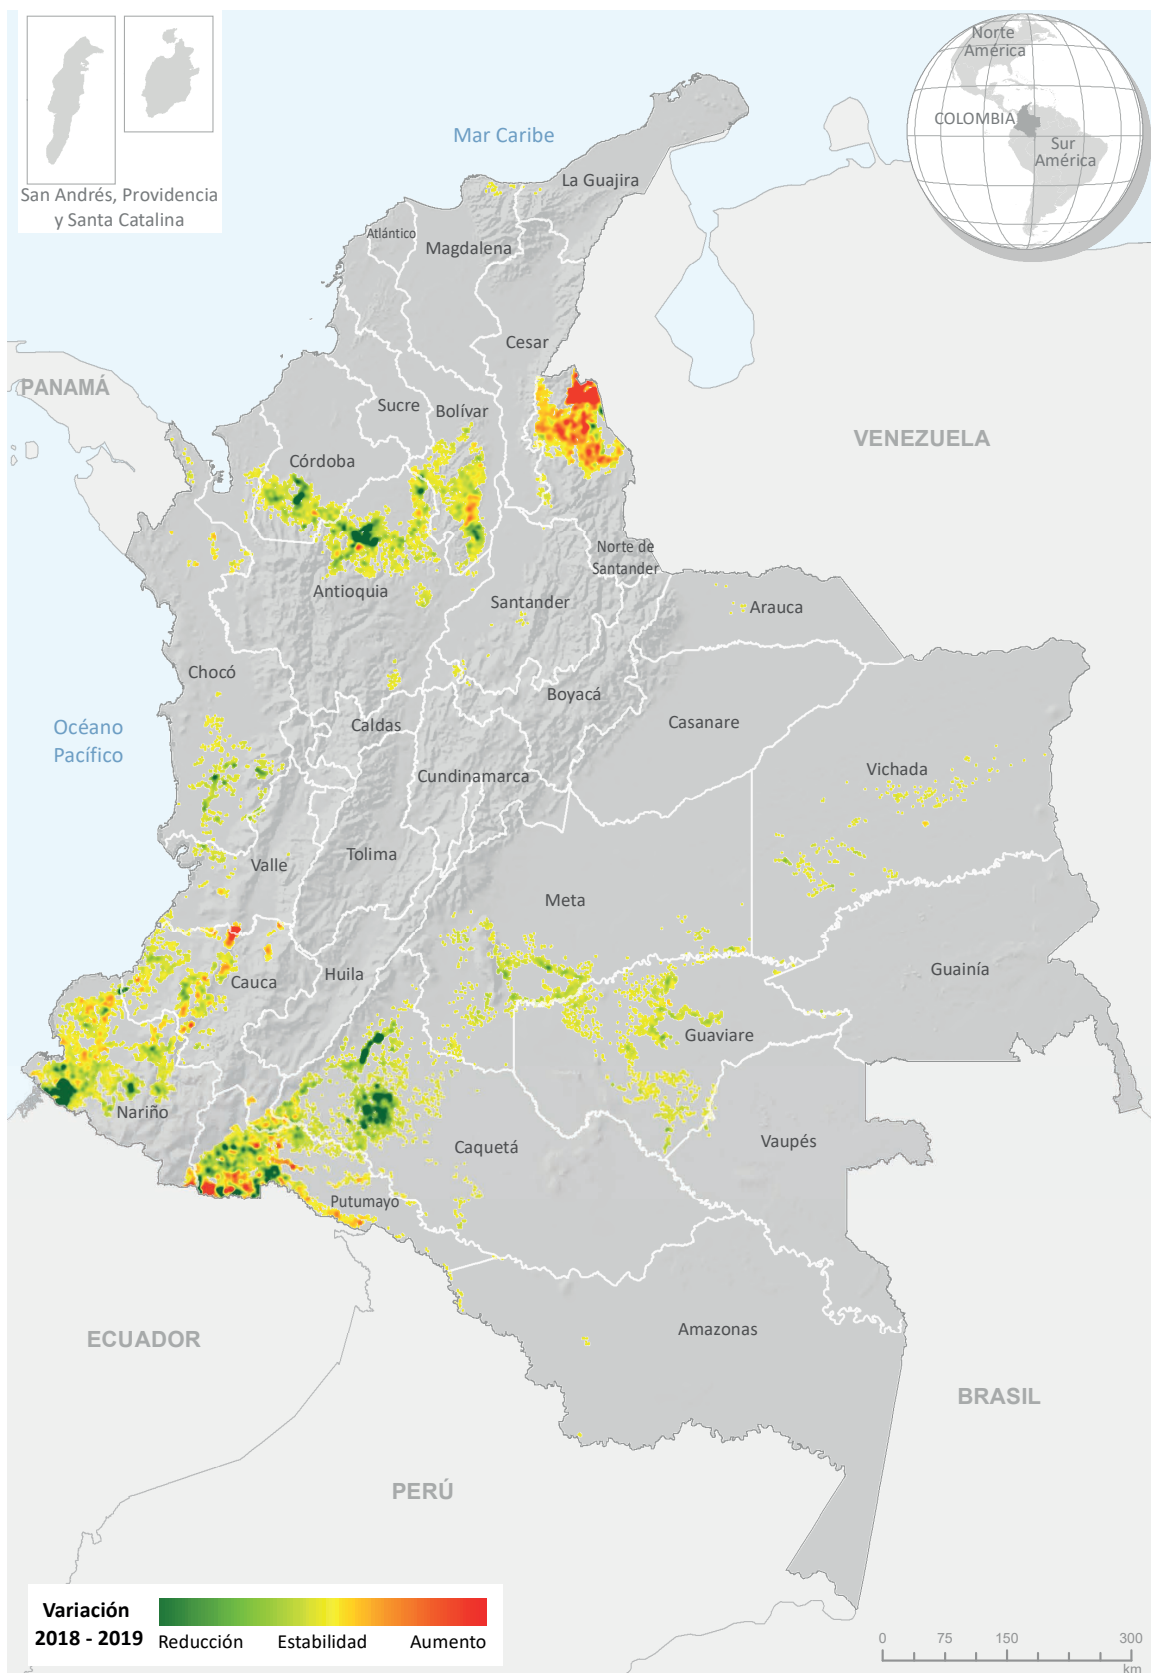 San Andrés, Providencia
y Santa Catalina
Norte
América
COLOMBIA
Sur
América
Mar Caribe
La Guajira
Atlántico
Magdalena
Cesar
PANAMÁ
Sucre
Bolívar
VENEZUELA
Córdoba
Norte de
Santander
Antioquia
Santander
Arauca
Chocó
Boyacá
Océano
Pacífico
Caldas
Casanare
Cundinamarca
Vichada
Valle
Tolima
Meta
Cauca
Huila
Guainía
Guaviare
Nariño
Caquetá
Vaupés
Putumayo
ECUADOR
Amazonas
BRASIL
PERÚ
Variación
2018 - 2019
Reducción
Estabilidad
Aumento
0
75
150
300
km